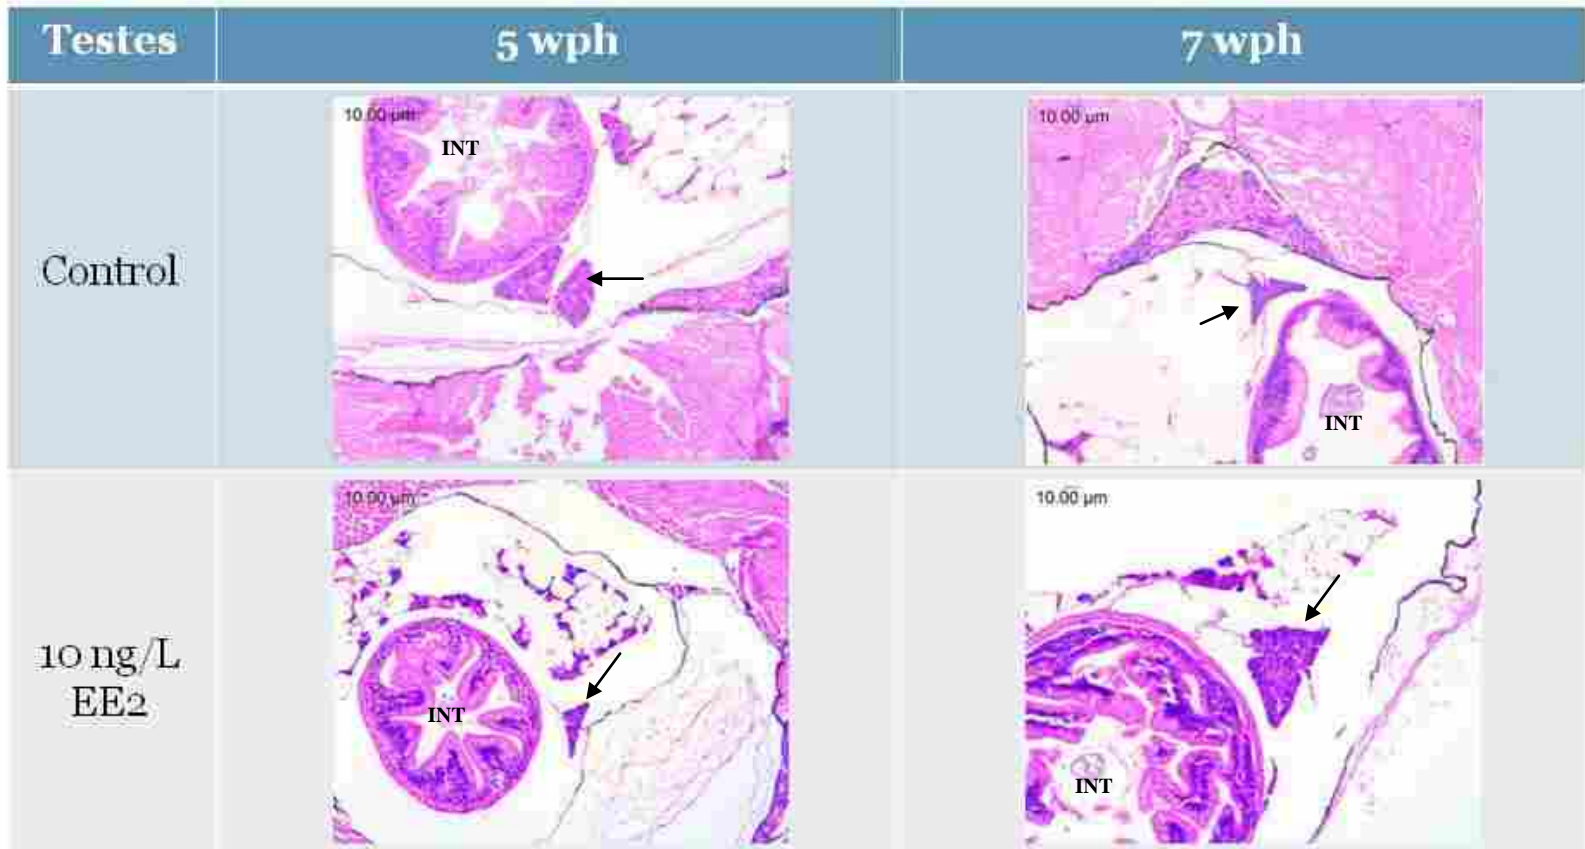 Testes
5 wph
7 wph
Control
10.00 µm
INT
10.00 µm
INT
10 ng/L
EE2
10.00 µm
INT
10.00 µm
INT